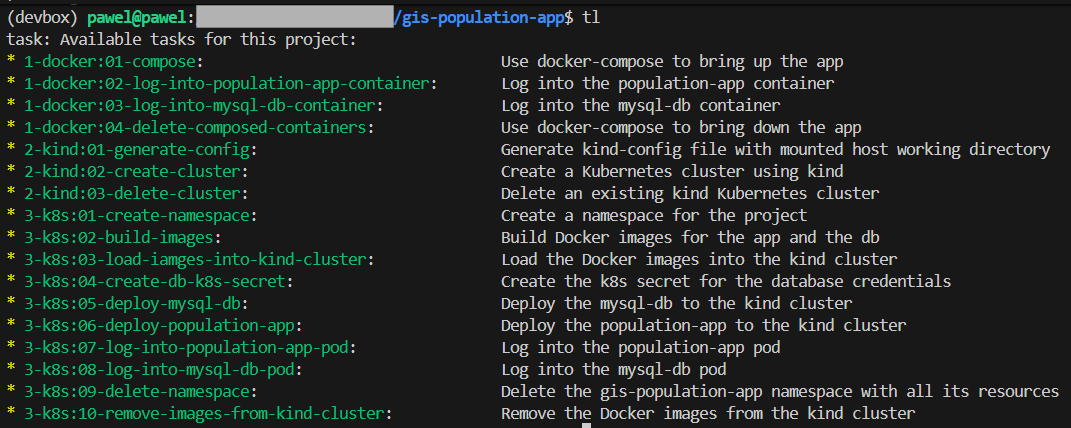 (devbox) pawel@pawel: /gis-population-app$ tl
task: Available tasks for this project:
* 1-docker:01-compose: Use docker-compose to bring up the app
* 1-docker:02-log-into-population-app-container: Log into the population-app container
* 1-docker:03-log-into-mysql-db-container: Log into the mysql-db container
* 1-docker:04-delete-composed-containers: Use docker-compose to bring down the app
* 2-kind:01-generate-config: Generate kind-config file with mounted host working directory
* 2-kind:02-create-cluster: Create a Kubernetes cluster using kind
* 2-kind:03-delete-cluster: Delete an existing kind Kubernetes cluster
* 3-k8s:01-create-namespace: Create a namespace for the project
* 3-k8s:02-build-images: Build Docker images for the app and the db
* 3-k8s:03-load-iamges-into-kind-cluster: Load the Docker images into the kind cluster
* 3-k8s:04-create-db-k8s-secret: Create the k8s secret for the database credentials
* 3-k8s:05-deploy-mysql-db: Deploy the mysql-db to the kind cluster
* 3-k8s:06-deploy-population-app: Deploy the population-app to the kind cluster
* 3-k8s:07-log-into-population-app-pod: Log into the population-app pod
* 3-k8s:08-log-into-mysql-db-pod: Log into the mysql-db pod
* 3-k8s:09-delete-namespace: Delete the gis-population-app namespace with all its resources
* 3-k8s:10-remove-images-from-kind-cluster: Remove the Docker images from the kind cluster